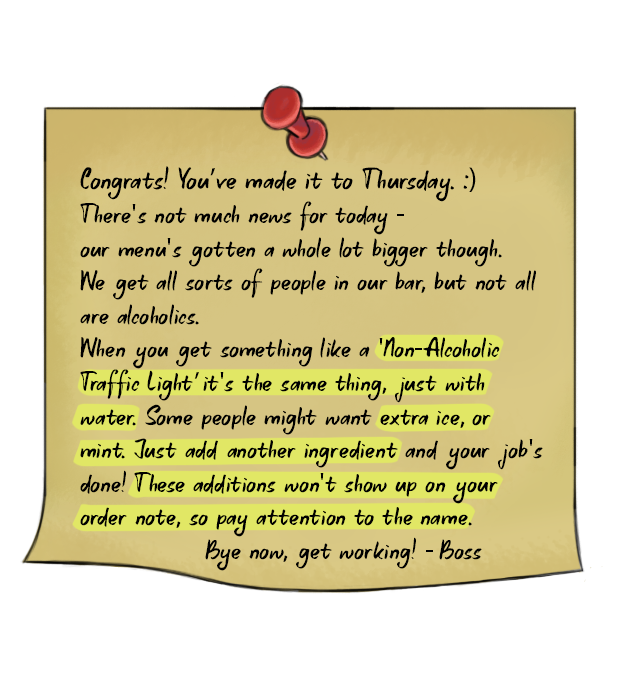 Congrats! You've made it to Thursday. :)
There's not much news for today -
our menu's gotten a whole lot bigger though.
We get all sorts of people in our bar, but not all
are alcoholics.
When you get something like a 'Non-Alcoholic
Traffic Light' it's the same thing, just with
water. Some people might want extra ice, or
mint. Just add another ingredient and your job's
done! These additions won't show up on your
order note, so pay attention to the name.
Bye now, get working! - Boss